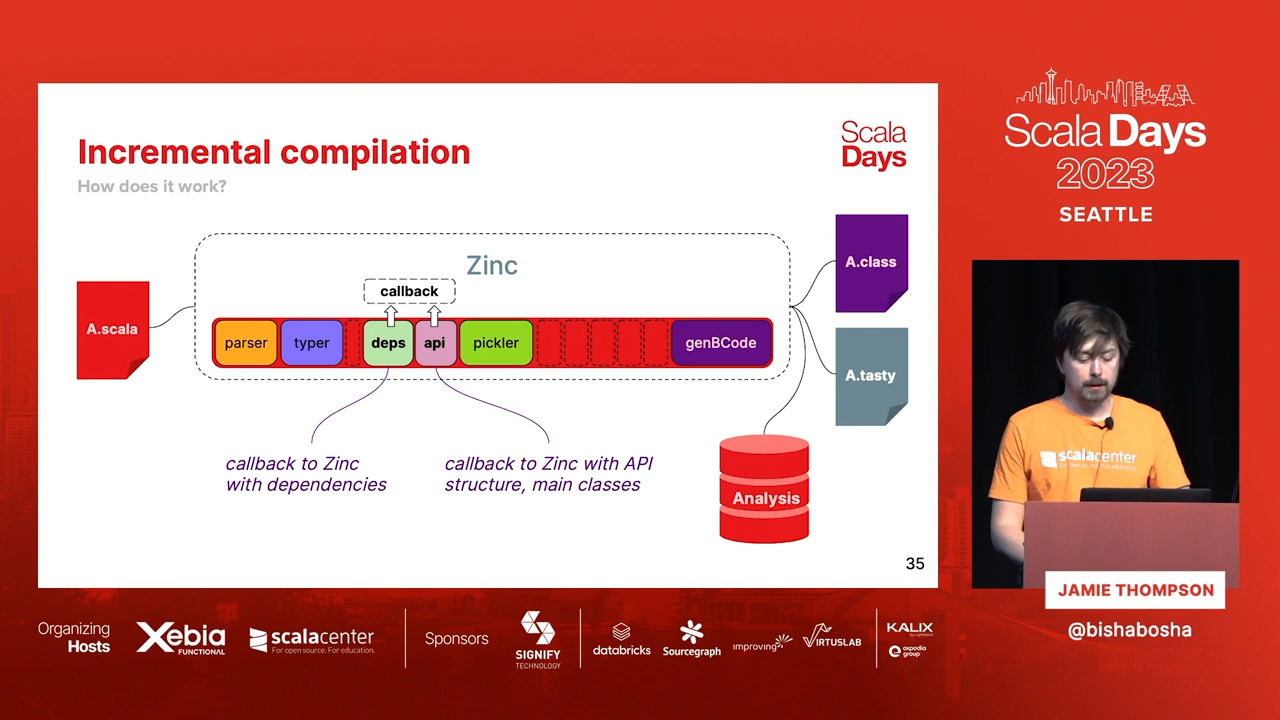 Incremental compilation
How does it work?
Scala
Days
Zinc
callback
A.scala
parser
typer
deps
api
pickler
genBCode
A.class
A.tasty
callback to Zinc
with dependencies
callback to Zinc with API
structure, main classes
Analysis
35
Scala Days
2023
SEATTLE
scalacenter
JAMIE THOMPSON
@bishabosha
Organizing
Hosts
Xebia
FUNCTIONAL
scalacenter
For open source. For education.
Sponsors
SIGNIFY
TECHNOLOGY
databricks
Sourcegraph
improving
VIRTUSLAB
KALIX
expedia
group